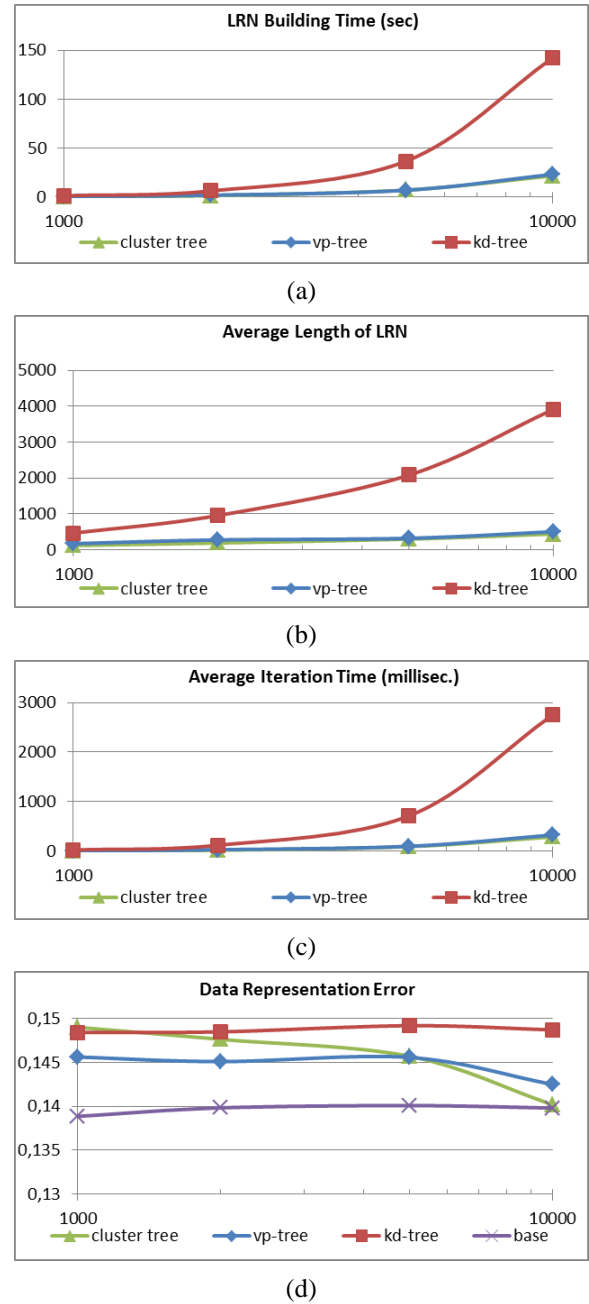 LRN Building Time (sec)
150
100
50
0
1000 10000
cluster tree vp-tree kd-tree
(a)
Average Length of LRN
5000
4000
3000
2000
1000
0
1000 10000
cluster tree vp-tree kd-tree
(b)
Average Iteration Time (millisec.)
3000
2000
1000
0
1000 10000
cluster tree vp-tree kd-tree
(c)
Data Representation Error
0,15
0,145
0,14
0,135
0,13
1000 10000
cluster tree vp-tree kd-tree base
(d)